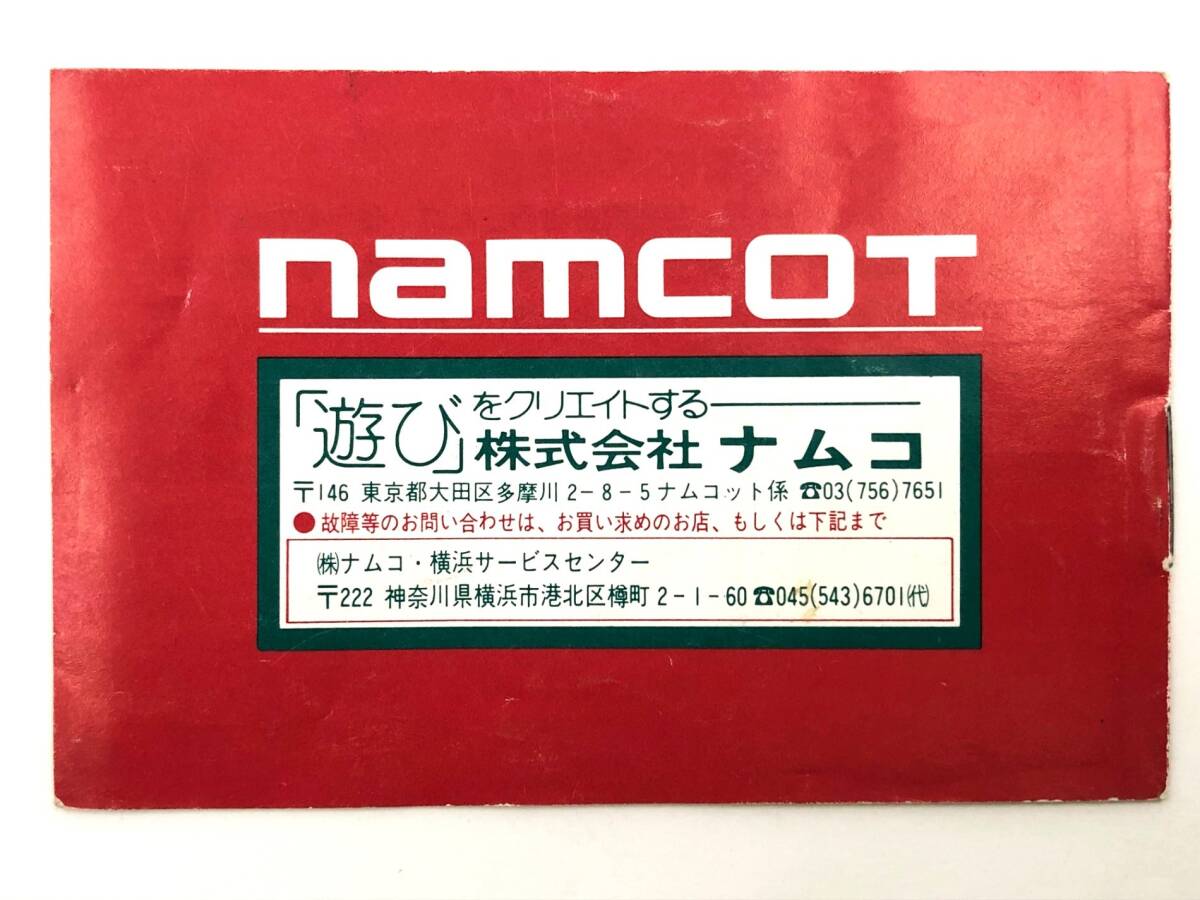 namcot
「遊び」をクリエイトする
株式会社ナムコ
〒146 東京都大田区多摩川2-8-5ナムコット係 ☎03(756)7651
●故障等のお問い合わせは、お買い求めのお店、もしくは下記まで
㈱ナムコ・横浜サービスセンター
〒222 神奈川県横浜市港北区樽町2-1-60☎045(543)6701㈹